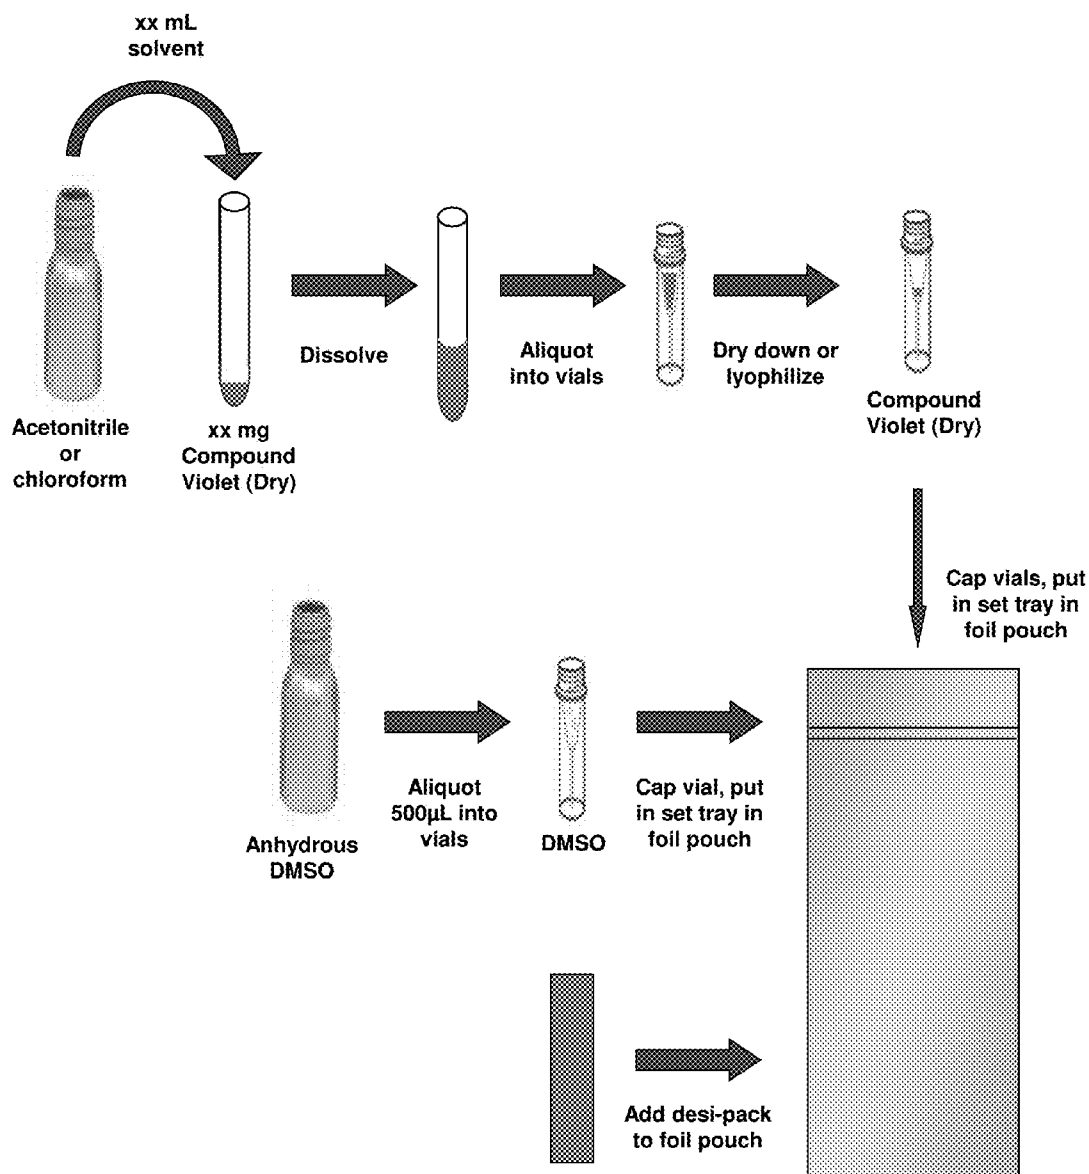 xx mL
solvent
Acetonitrile
or
chloroform
xx mg
Compound
Violet (Dry)
Dissolve
Aliquot
into vials
Dry down or
lyophilize
Compound
Violet (Dry)
Cap vials, put
in set tray in
foil pouch
Anhydrous
DMSO
Aliquot
500µL into
vials
DMSO
Cap vial, put
in set tray in
foil pouch
Add desi-pack
to foil pouch